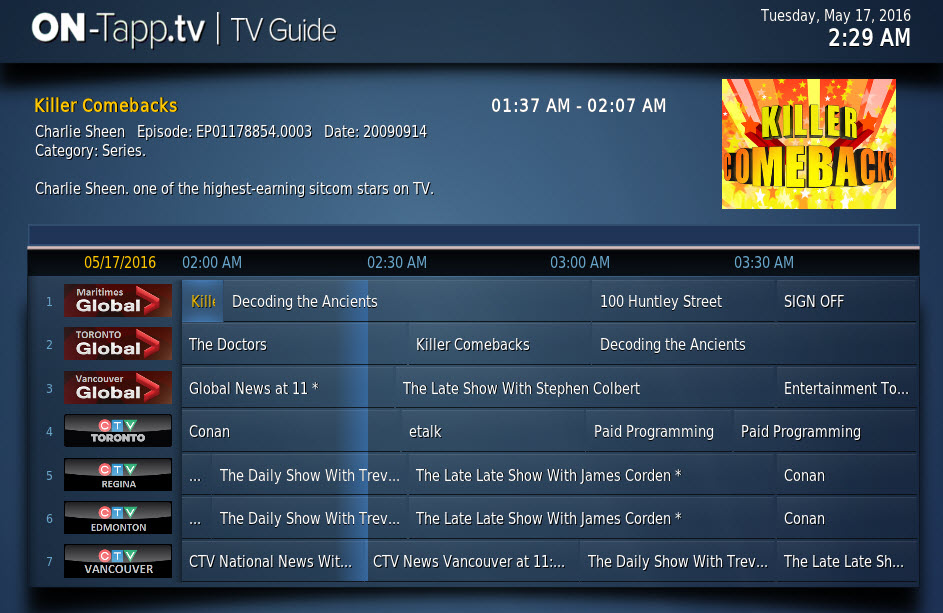 ON-Tapp.tv | TV Guide
Tuesday, May 17, 2016
2:29 AM
Killer Comebacks 01:37 AM - 02:07 AM
Charlie Sheen Episode: EP01178854.0003 Date: 20090914
Category: Series.
Charlie Sheen. one of the highest-earning sitcom stars on TV.
KILLER
COMEBACKS
05/17/2016 02:00 AM 02:30 AM 03:00 AM 03:30 AM
1 Maritimes Global Kille Decoding the Ancients 100 Huntley Street SIGN OFF
2 TORONTO Global The Doctors Killer Comebacks Decoding the Ancients
3 Vancouver Global Global News at 11 * The Late Show With Stephen Colbert Entertainment To...
4 CTV TORONTO Conan etalk Paid Programming Paid Programming
5 CTV REGINA ... The Daily Show With Trev... The Late Late Show With James Corden * Conan
6 CTV EDMONTON ... The Daily Show With Trev... The Late Late Show With James Corden * Conan
7 CTV VANCOUVER CTV National News Wit... CTV News Vancouver at 11:... The Daily Show With Trev... The Late Late Sh...